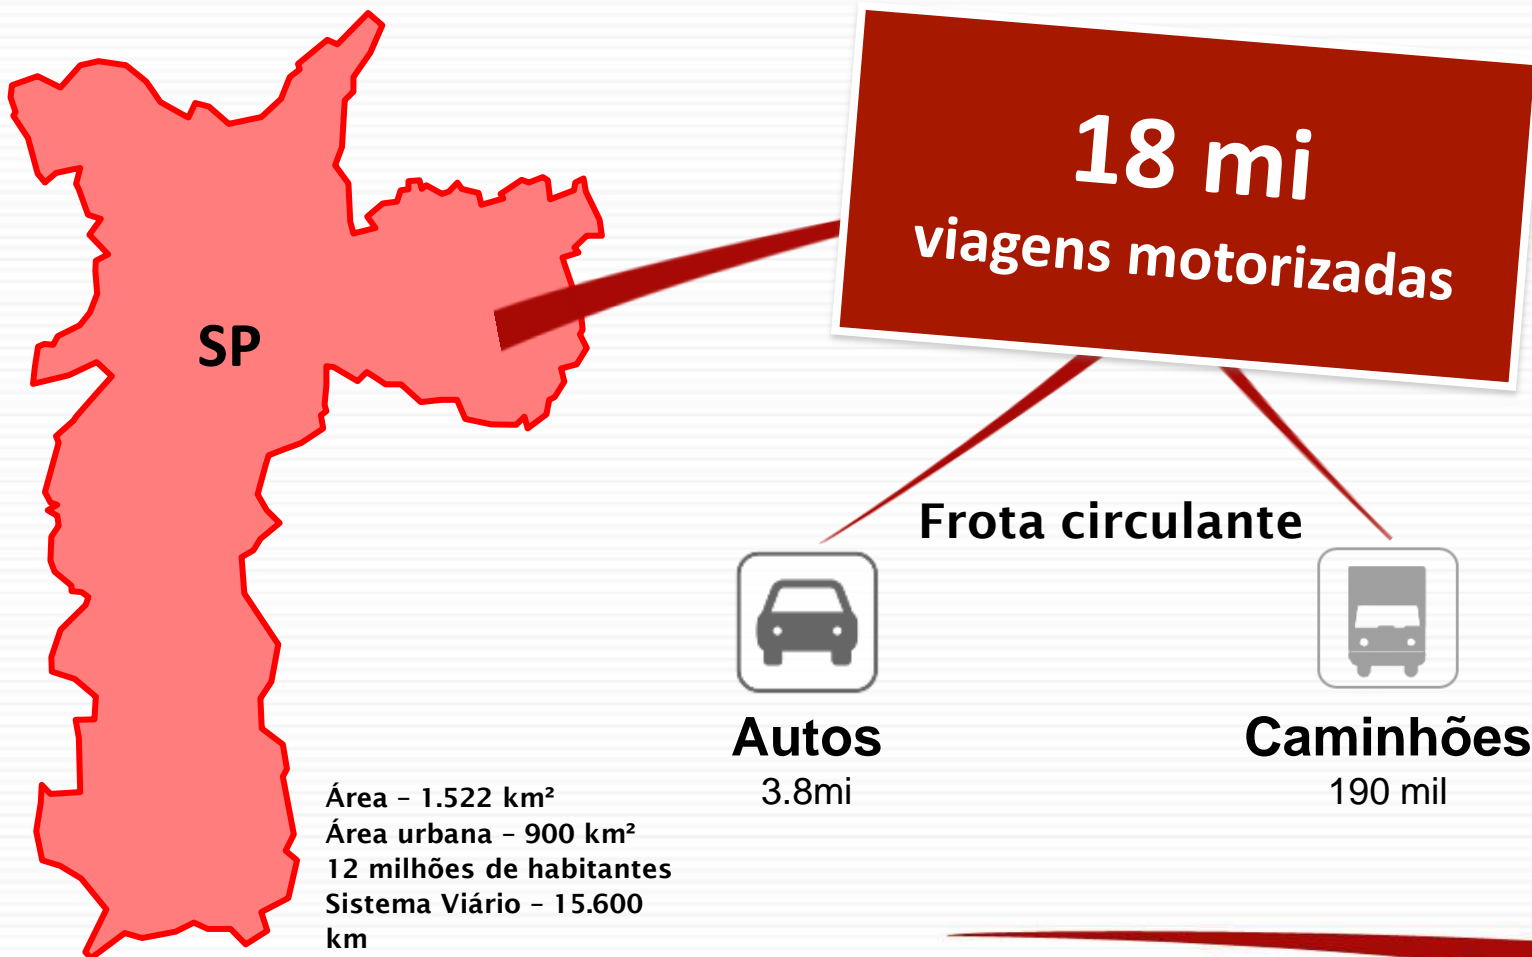 18 mi
viagens motorizadas
SP
Frota circulante
Autos
3.8mi
Caminhões
190 mil
Área – 1.522 km²
Área urbana – 900 km²
12 milhões de habitantes
Sistema Viário – 15.600
km